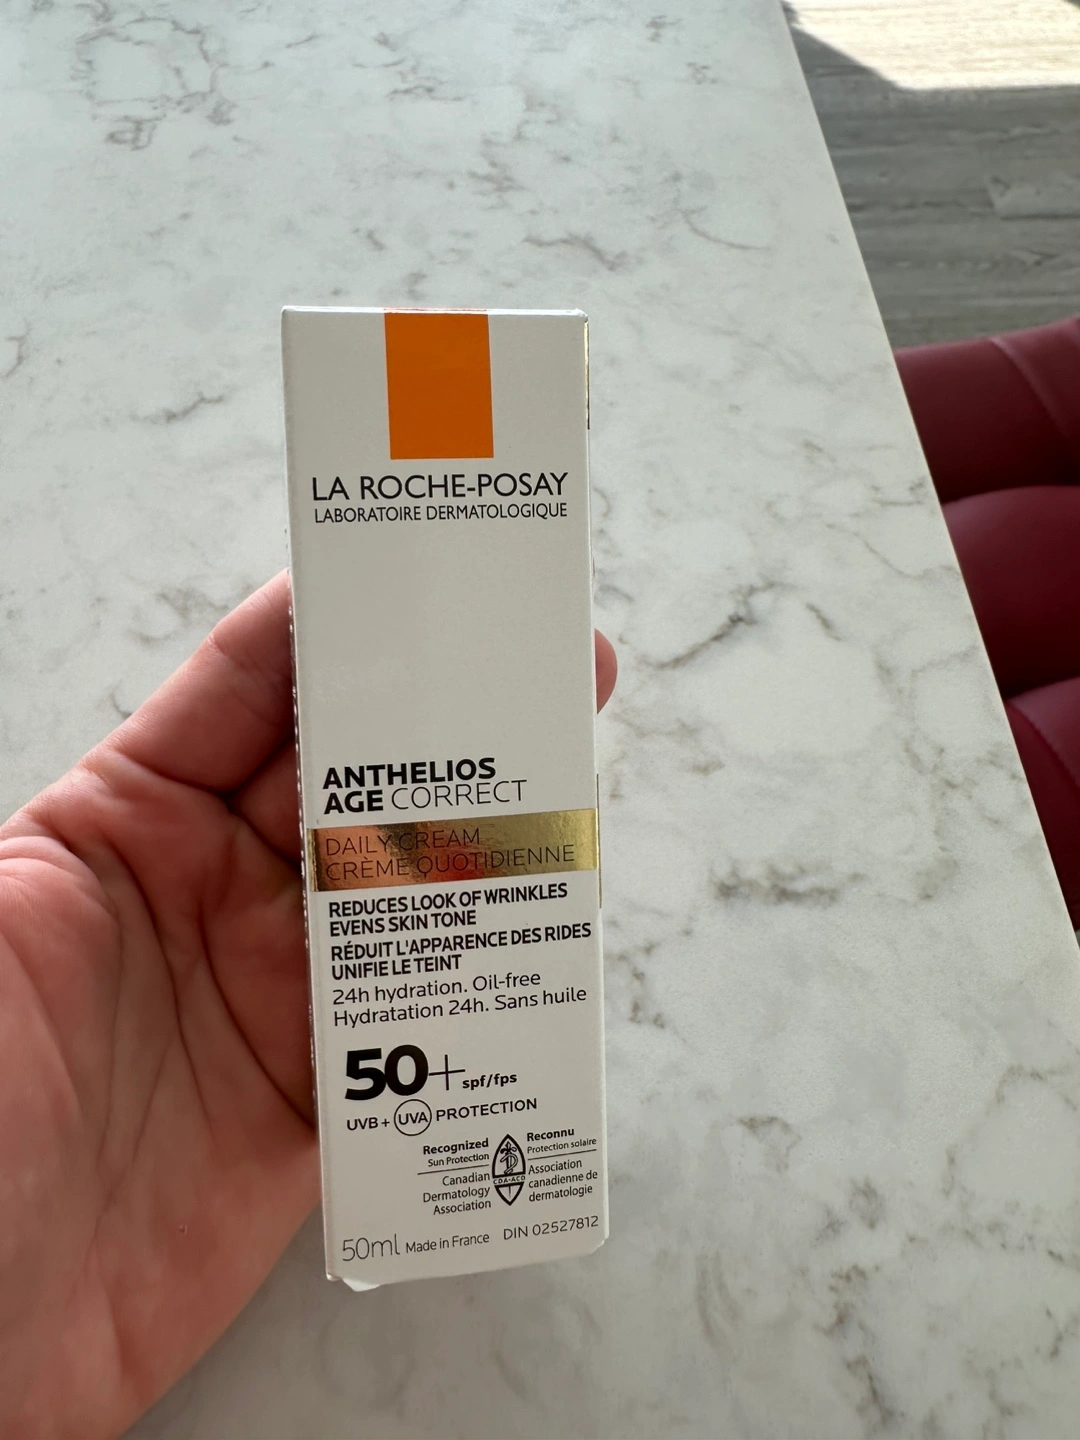 LA ROCHE-POSAY
LABORATOIRE DERMATOLOGIQUE
ANTHELIOS
AGE CORRECT
DAILY CREAM
CRÈME QUOTIDIENNE
REDUCES LOOK OF WRINKLES
EVENS SKIN TONE
RÉDUIT L'APPARENCE DES RIDES
UNIFIE LE TEINT
24h hydration. Oil-free
Hydratation 24h. Sans huile
50+ spf/fps
UVB + UVA PROTECTION
Recognized
Sun Protection
Canadian
Dermatology
Association
CDA-ACD
Reconnu
Protection solaire
Association
canadienne de
dermatologie
50ml Made in France DIN 02527812